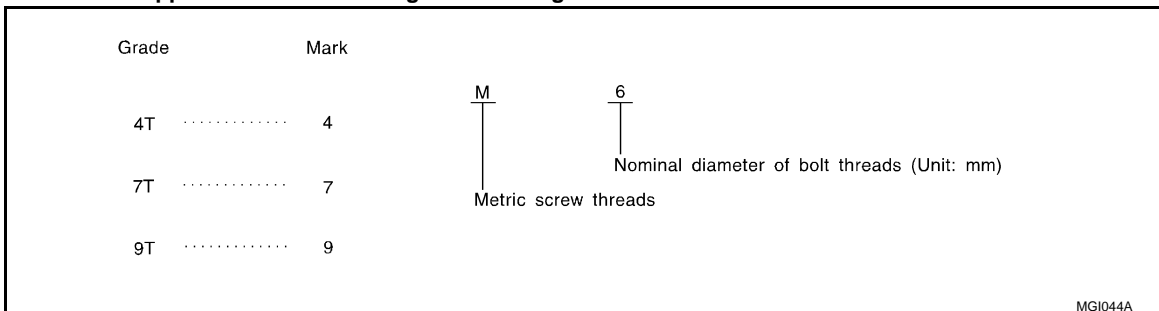 Grade Mark
M 6
4T ............. 4
Nominal diameter of bolt threads (Unit: mm)
7T ............. 7
Metric screw threads
9T ............. 9
MGI044A